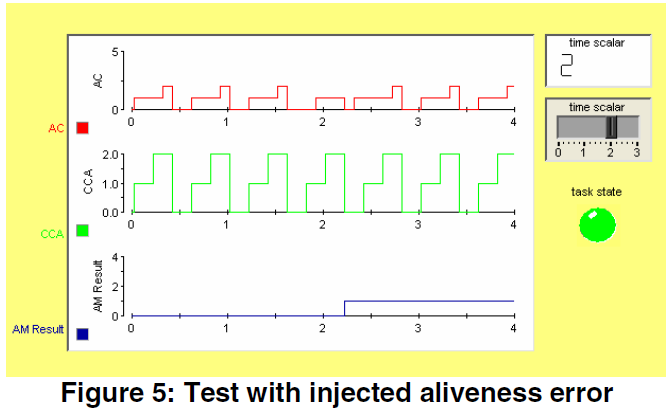 time scalar
2
5
AC
0
0 1 2 3 4
AC
time scalar
0 1 2 3
2.0
CCA
1.0
0.0
0 1 2 3 4
CCA
task state
4
AM Result
2
0
0 1 2 3 4
AM Result
Figure 5: Test with injected aliveness error